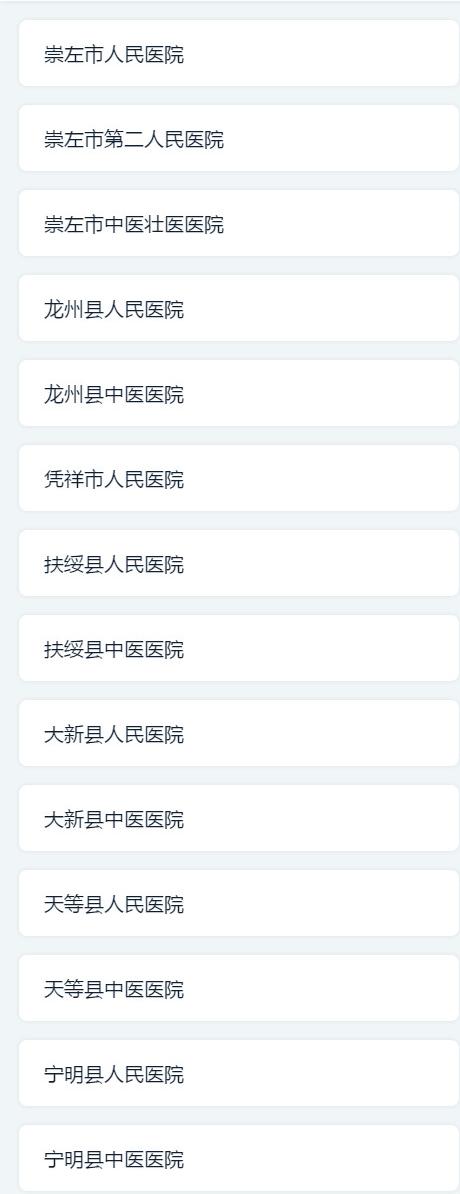 崇左市人民医院
崇左市第二人民医院
崇左市中医壮医医院
龙州县人民医院
龙州县中医医院
凭祥市人民医院
扶绥县人民医院
扶绥县中医医院
大新县人民医院
大新县中医医院
天等县人民医院
天等县中医医院
宁明县人民医院
宁明县中医医院